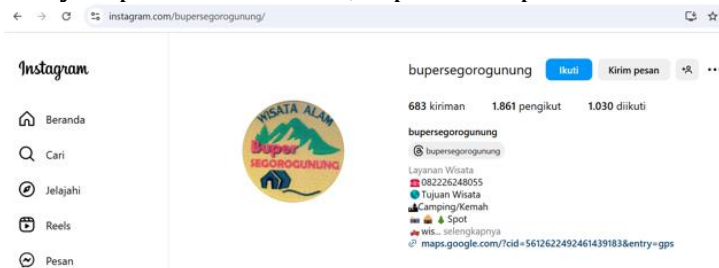 instagram.com/bupersegorogunung/
Instagram
Beranda
Cari
Jelajahi
Reels
Pesan
WISATA ALAM
Buper
SEGOROGUNUNG
bupersegorogunung Ikuti Kirim pesan
683 kiriman 1.861 pengikut 1.030 diikuti
bupersegorogunung
bupersegorogunung
Layanan Wisata
☎️082226248055
🌍Tujuan Wisata
🏕Camping/Kemah
Spot
wis... selengkapnya
maps.google.com/?cid=5612622492461439183&entry=gps